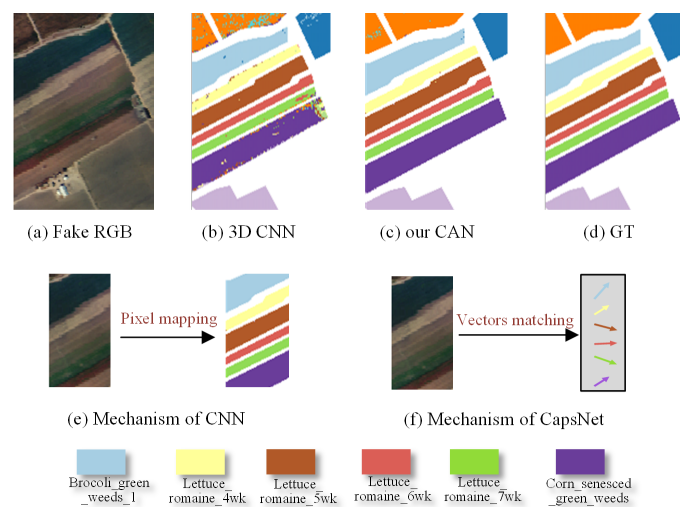 (a) Fake RGB
(b) 3D CNN
(c) our CAN
(d) GT
Pixel mapping
Vectors matching
(e) Mechanism of CNN
(f) Mechanism of CapsNet
Brocoli_green
_weeds_1
Lettuce_
romaine_4wk
Lettuce_
romaine_5wk
Lettuce_
romaine_6wk
Lettuce_
romaine_7wk
Corn_senesced
_green_weeds